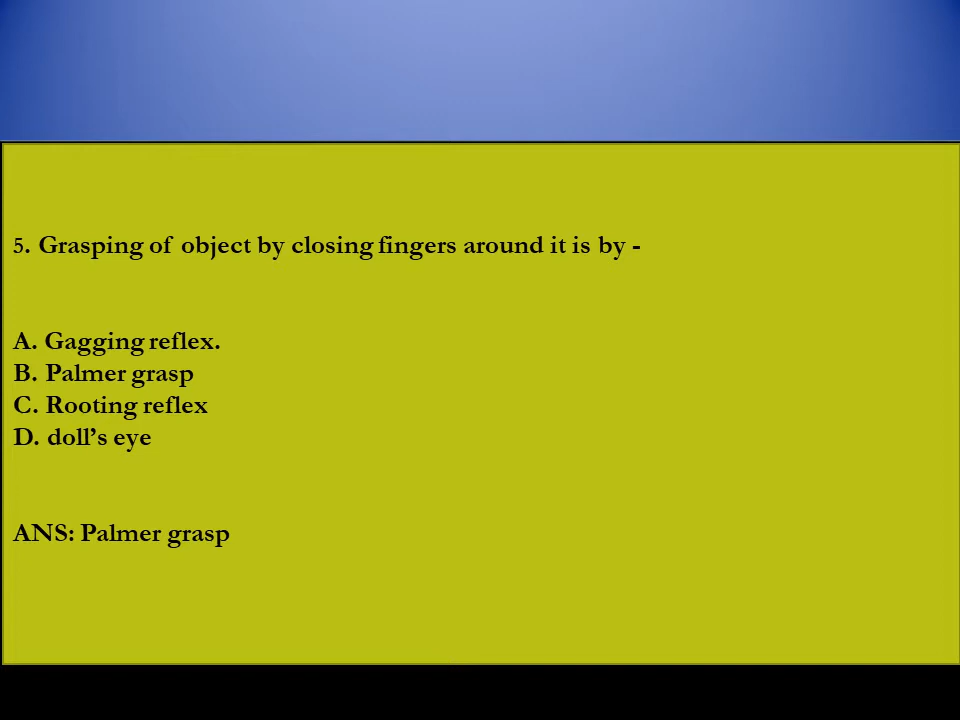 5. Grasping of object by closing fingers around it is by -
A. Gagging reflex.
B. Palmer grasp
C. Rooting reflex
D. doll’s eye
ANS: Palmer grasp